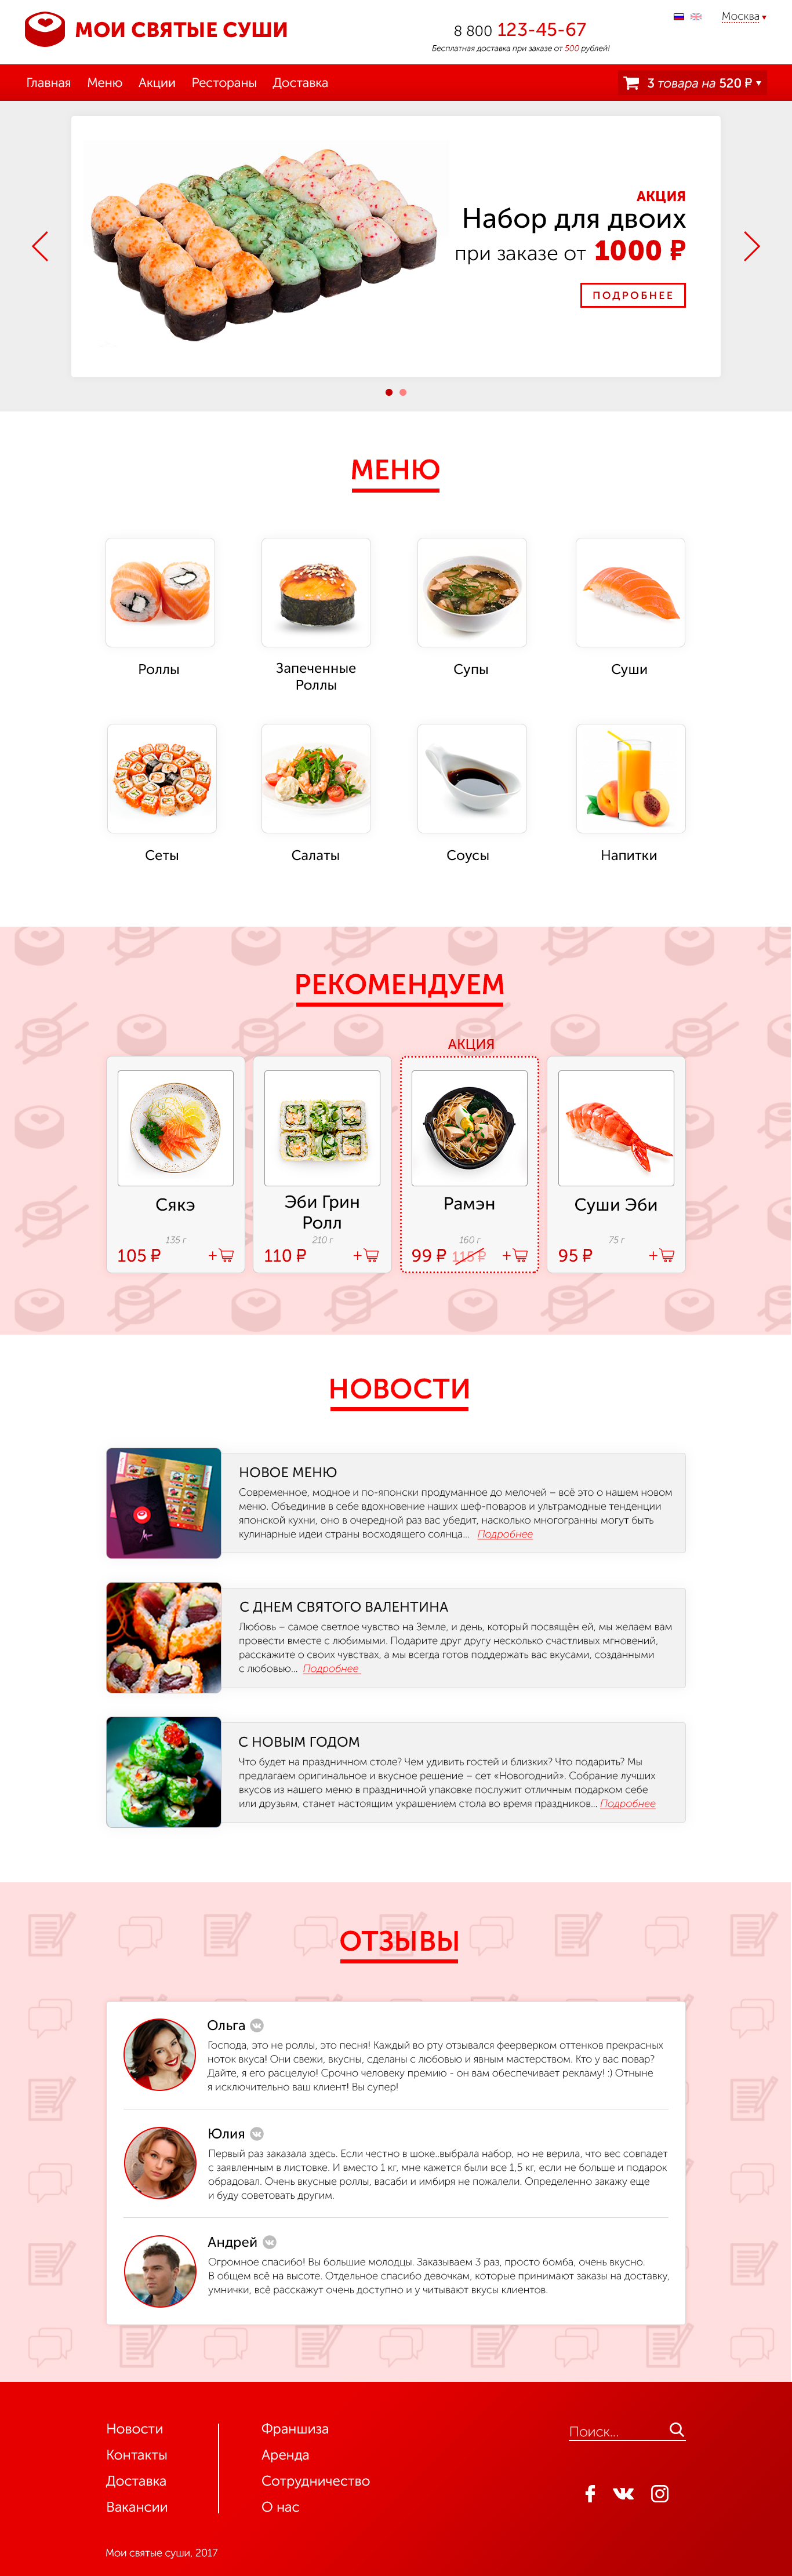 МОИ СВЯТЫЕ СУШИ
8 800 123-45-67
Бесплатная доставка при заказе от 500 рублей!
Москва
Главная Меню Акции Рестораны Доставка
3 товара на 520 ₽
АКЦИЯ
Набор для двоих
при заказе от 1000 ₽
ПОДРОБНЕЕ
МЕНЮ
Роллы
Запеченные
Роллы
Супы
Суши
Сеты
Салаты
Соусы
Напитки
РЕКОМЕНДУЕМ
Сякэ
135 г
105 ₽
+
Эби Грин
Ролл
210 г
110 ₽
+
АКЦИЯ
Рамэн
160 г
99 ₽ 115 ₽
+
Суши Эби
75 г
95 ₽
+
НОВОСТИ
НОВОЕ МЕНЮ
Современное, модное и по-японски продуманное до мелочей – всё это о нашем новом
меню. Объединив в себе вдохновение наших шеф-поваров и ультрамодные тенденции
японской кухни, оно в очередной раз вас убедит, насколько многогранны могут быть
кулинарные идеи страны восходящего солнца... Подробнее
С ДНЕМ СВЯТОГО ВАЛЕНТИНА
Любовь – самое светлое чувство на Земле, и день, который посвящён ей, мы желаем вам
провести вместе с любимыми. Подарите друг другу несколько счастливых мгновений,
расскажите о своих чувствах, а мы всегда готов поддержать вас вкусами, созданными
с любовью... Подробнее
С НОВЫМ ГОДОМ
Что будет на праздничном столе? Чем удивить гостей и близких? Что подарить? Мы
предлагаем оригинальное и вкусное решение – сет «Новогодний». Собрание лучших
вкусов из нашего меню в праздничной упаковке послужит отличным подарком себе
или друзьям, станет настоящим украшением стола во время праздников... Подробнее
ОТЗЫВЫ
Ольга
Господа, это не роллы, это песня! Каждый во рту отзывался феерверком оттенков прекрасных
ноток вкуса! Они свежи, вкусны, сделаны с любовью и явным мастерством. Кто у вас повар?
Дайте, я его расцелую! Срочно человеку премию - он вам обеспечивает рекламу! :) Отныне
я исключительно ваш клиент! Вы супер!
Юлия
Первый раз заказала здесь. Если честно в шоке..выбрала набор, но не верила, что вес совпадет
с заявленным в листовке. И вместо 1 кг, мне кажется были все 1,5 кг, если не больше и подарок
обрадовал. Очень вкусные роллы, васаби и имбиря не пожалели. Определенно закажу еще
и буду советовать другим.
Андрей
Огромное спасибо! Вы большие молодцы. Заказываем 3 раз, просто бомба, очень вкусно.
В общем всё на высоте. Отдельное спасибо девочкам, которые принимают заказы на доставку,
умнички, всё расскажут очень доступно и у читывают вкусы клиентов.
Новости
Контакты
Доставка
Вакансии
Франшиза
Аренда
Сотрудничество
О нас
Поиск...
Мои святые суши, 2017